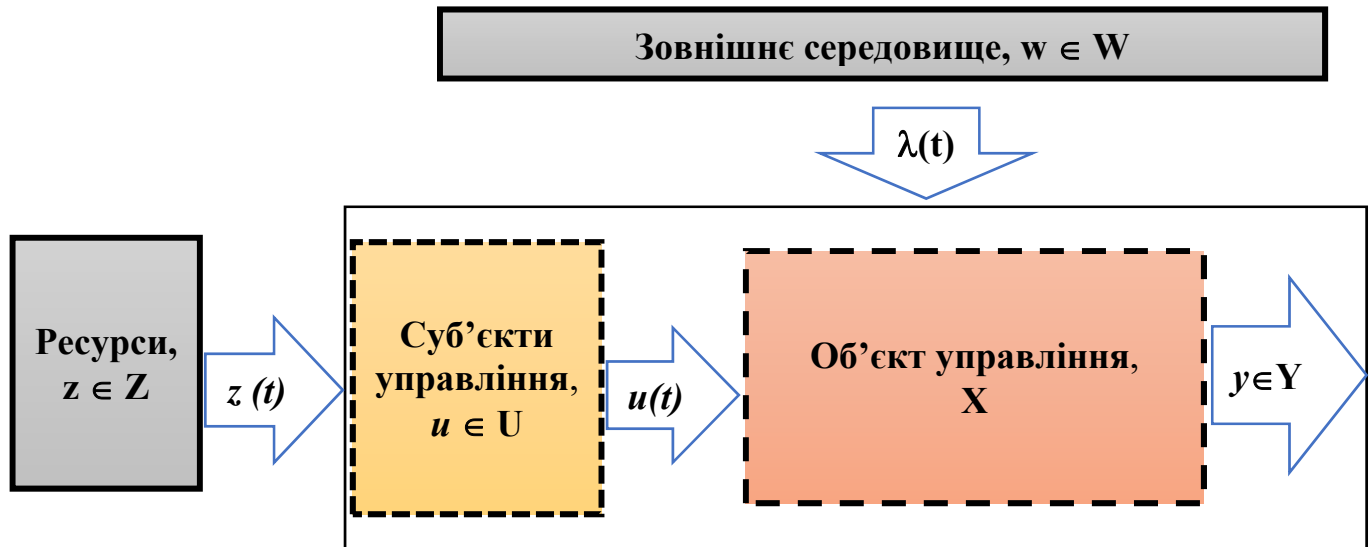 Зовнішнє середовище, w ∈ W
λ(t)
Ресурси,
z ∈ Z
z (t)
Суб’єкти
управління,
u ∈ U
u(t)
Об’єкт управління,
X
y∈Y